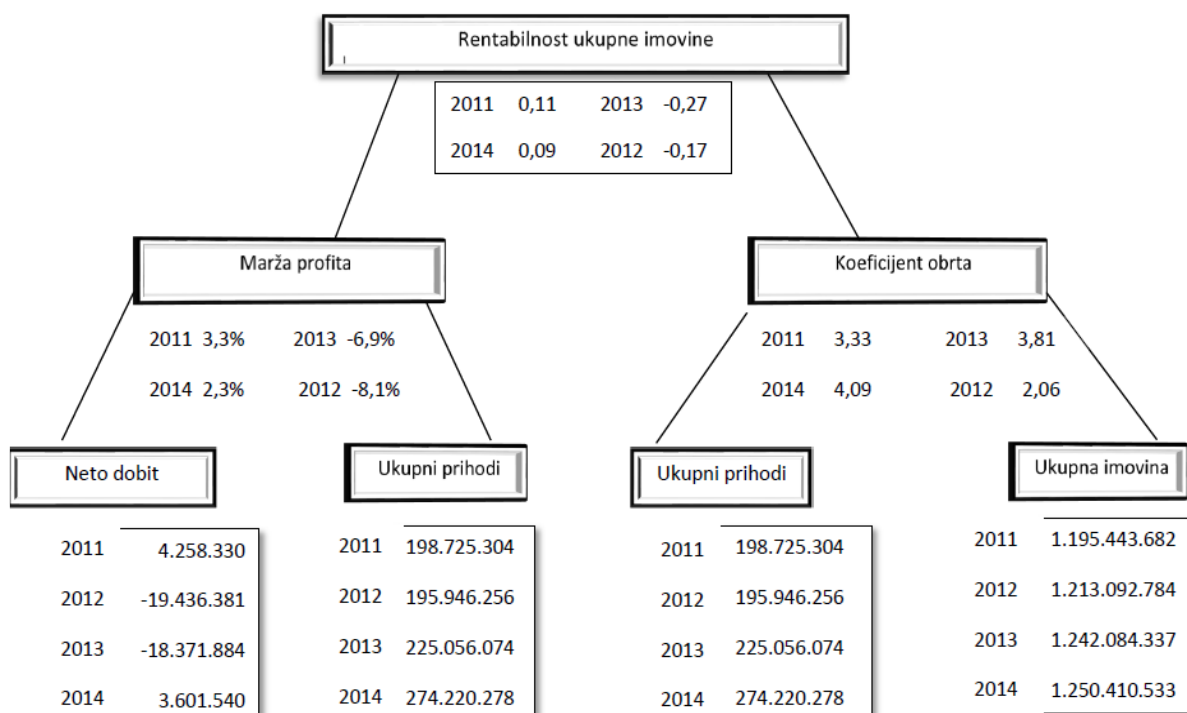 Rentabilnost ukupne imovine
2011 0,11 2013 -0,27
2014 0,09 2012 -0,17
Marža profita
2011 3,3% 2013 -6,9%
2014 2,3% 2012 -8,1%
Koeficijent obrta
2011 3,33 2013 3,81
2014 4,09 2012 2,06
Neto dobit
2011 4.258.330
2012 -19.436.381
2013 -18.371.884
2014 3.601.540
Ukupni prihodi
2011 198.725.304
2012 195.946.256
2013 225.056.074
2014 274.220.278
Ukupni prihodi
2011 198.725.304
2012 195.946.256
2013 225.056.074
2014 274.220.278
Ukupna imovina
2011 1.195.443.682
2012 1.213.092.784
2013 1.242.084.337
2014 1.250.410.533